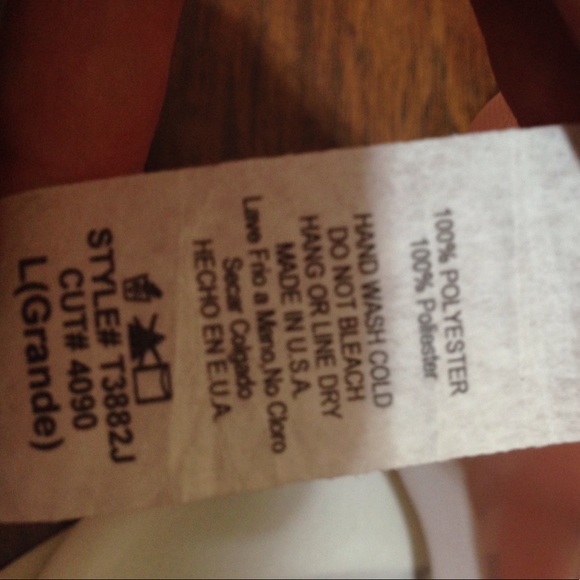 100% POLYESTER
100% Poliester
HAND WASH COLD
DO NOT BLEACH
HANG OR LINE DRY
MADE IN U.S.A.
Lave Frio a Mano,No Cloro
Secar Colgado
HECHO EN E.U.A.
STYLE# T3882J
CUT# 4090
L(Grande)